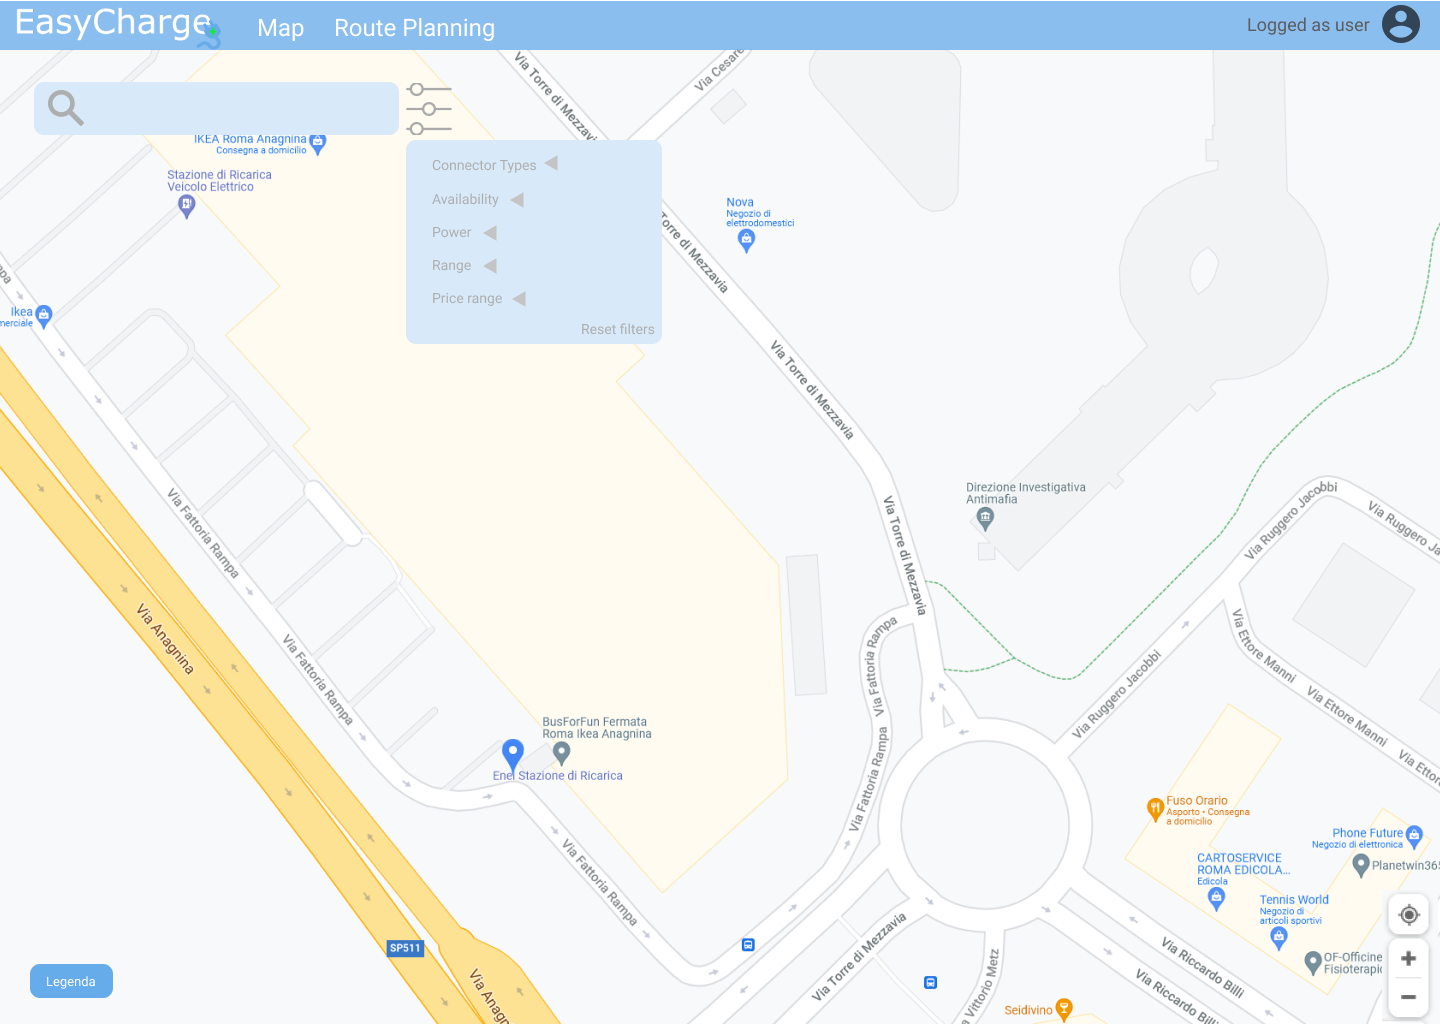 EasyCharge
Map
Route Planning
Logged as user
Via Torre di Mezzavia
Via Cesare
IKEA Roma Anagnina
Consegna a domicilio
Stazione di Ricarica
Veicolo Elettrico
Connector Types
Availability
Power
Range
Price range
Reset filters
Nova
Negozio di
elettrodomestici
Torre di Mezzavia
Ikea
merciale
Via Torre di Mezzavia
Via Torre di Mezzavia
Direzione Investigativa
Antimafia
Via Ruggero Jacobbi
Via Ruggero Ja
Via Fattoria Rampa
Via Anagnina
Via Fattoria Rampa
Via Fattoria Rampa
Via Ettore Manni
Via Ettore Manni
Via Ettor
Via Ruggero Jacobbi
BusForFun Fermata
Roma Ikea Anagnina
Enel Stazione di Ricarica
Via Fattoria Rampa
Via Fattoria Rampa
Fuso Orario
Asporto • Consegna
a domicilio
Phone Future
Negozio di elettronica
Planetwin365
CARTOSERVICE
ROMA EDICOLA...
Edicola
Tennis World
Negozio di
articoli sportivi
OF-Officine
Fisioterapic
SP511
Via Anagn
Via Torre di Mezzavia
a Vittorio Metz
Via Riccardo Billi
Via Riccardo Billi
Seidivino
Legenda